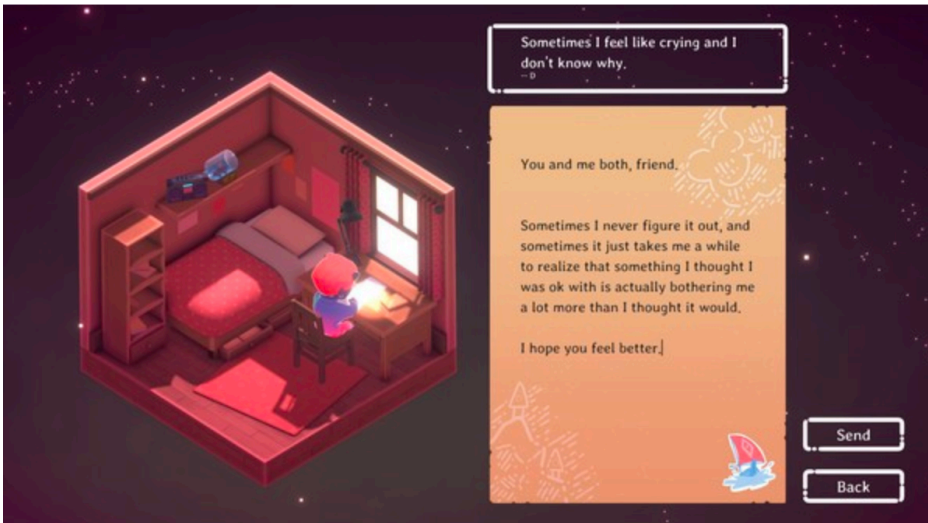 Sometimes I feel like crying and I
don't know why.
-- D
You and me both, friend.
Sometimes I never figure it out, and
sometimes it just takes me a while
to realize that something I thought I
was ok with is actually bothering me
a lot more than I thought it would.
I hope you feel better.
Send
Back